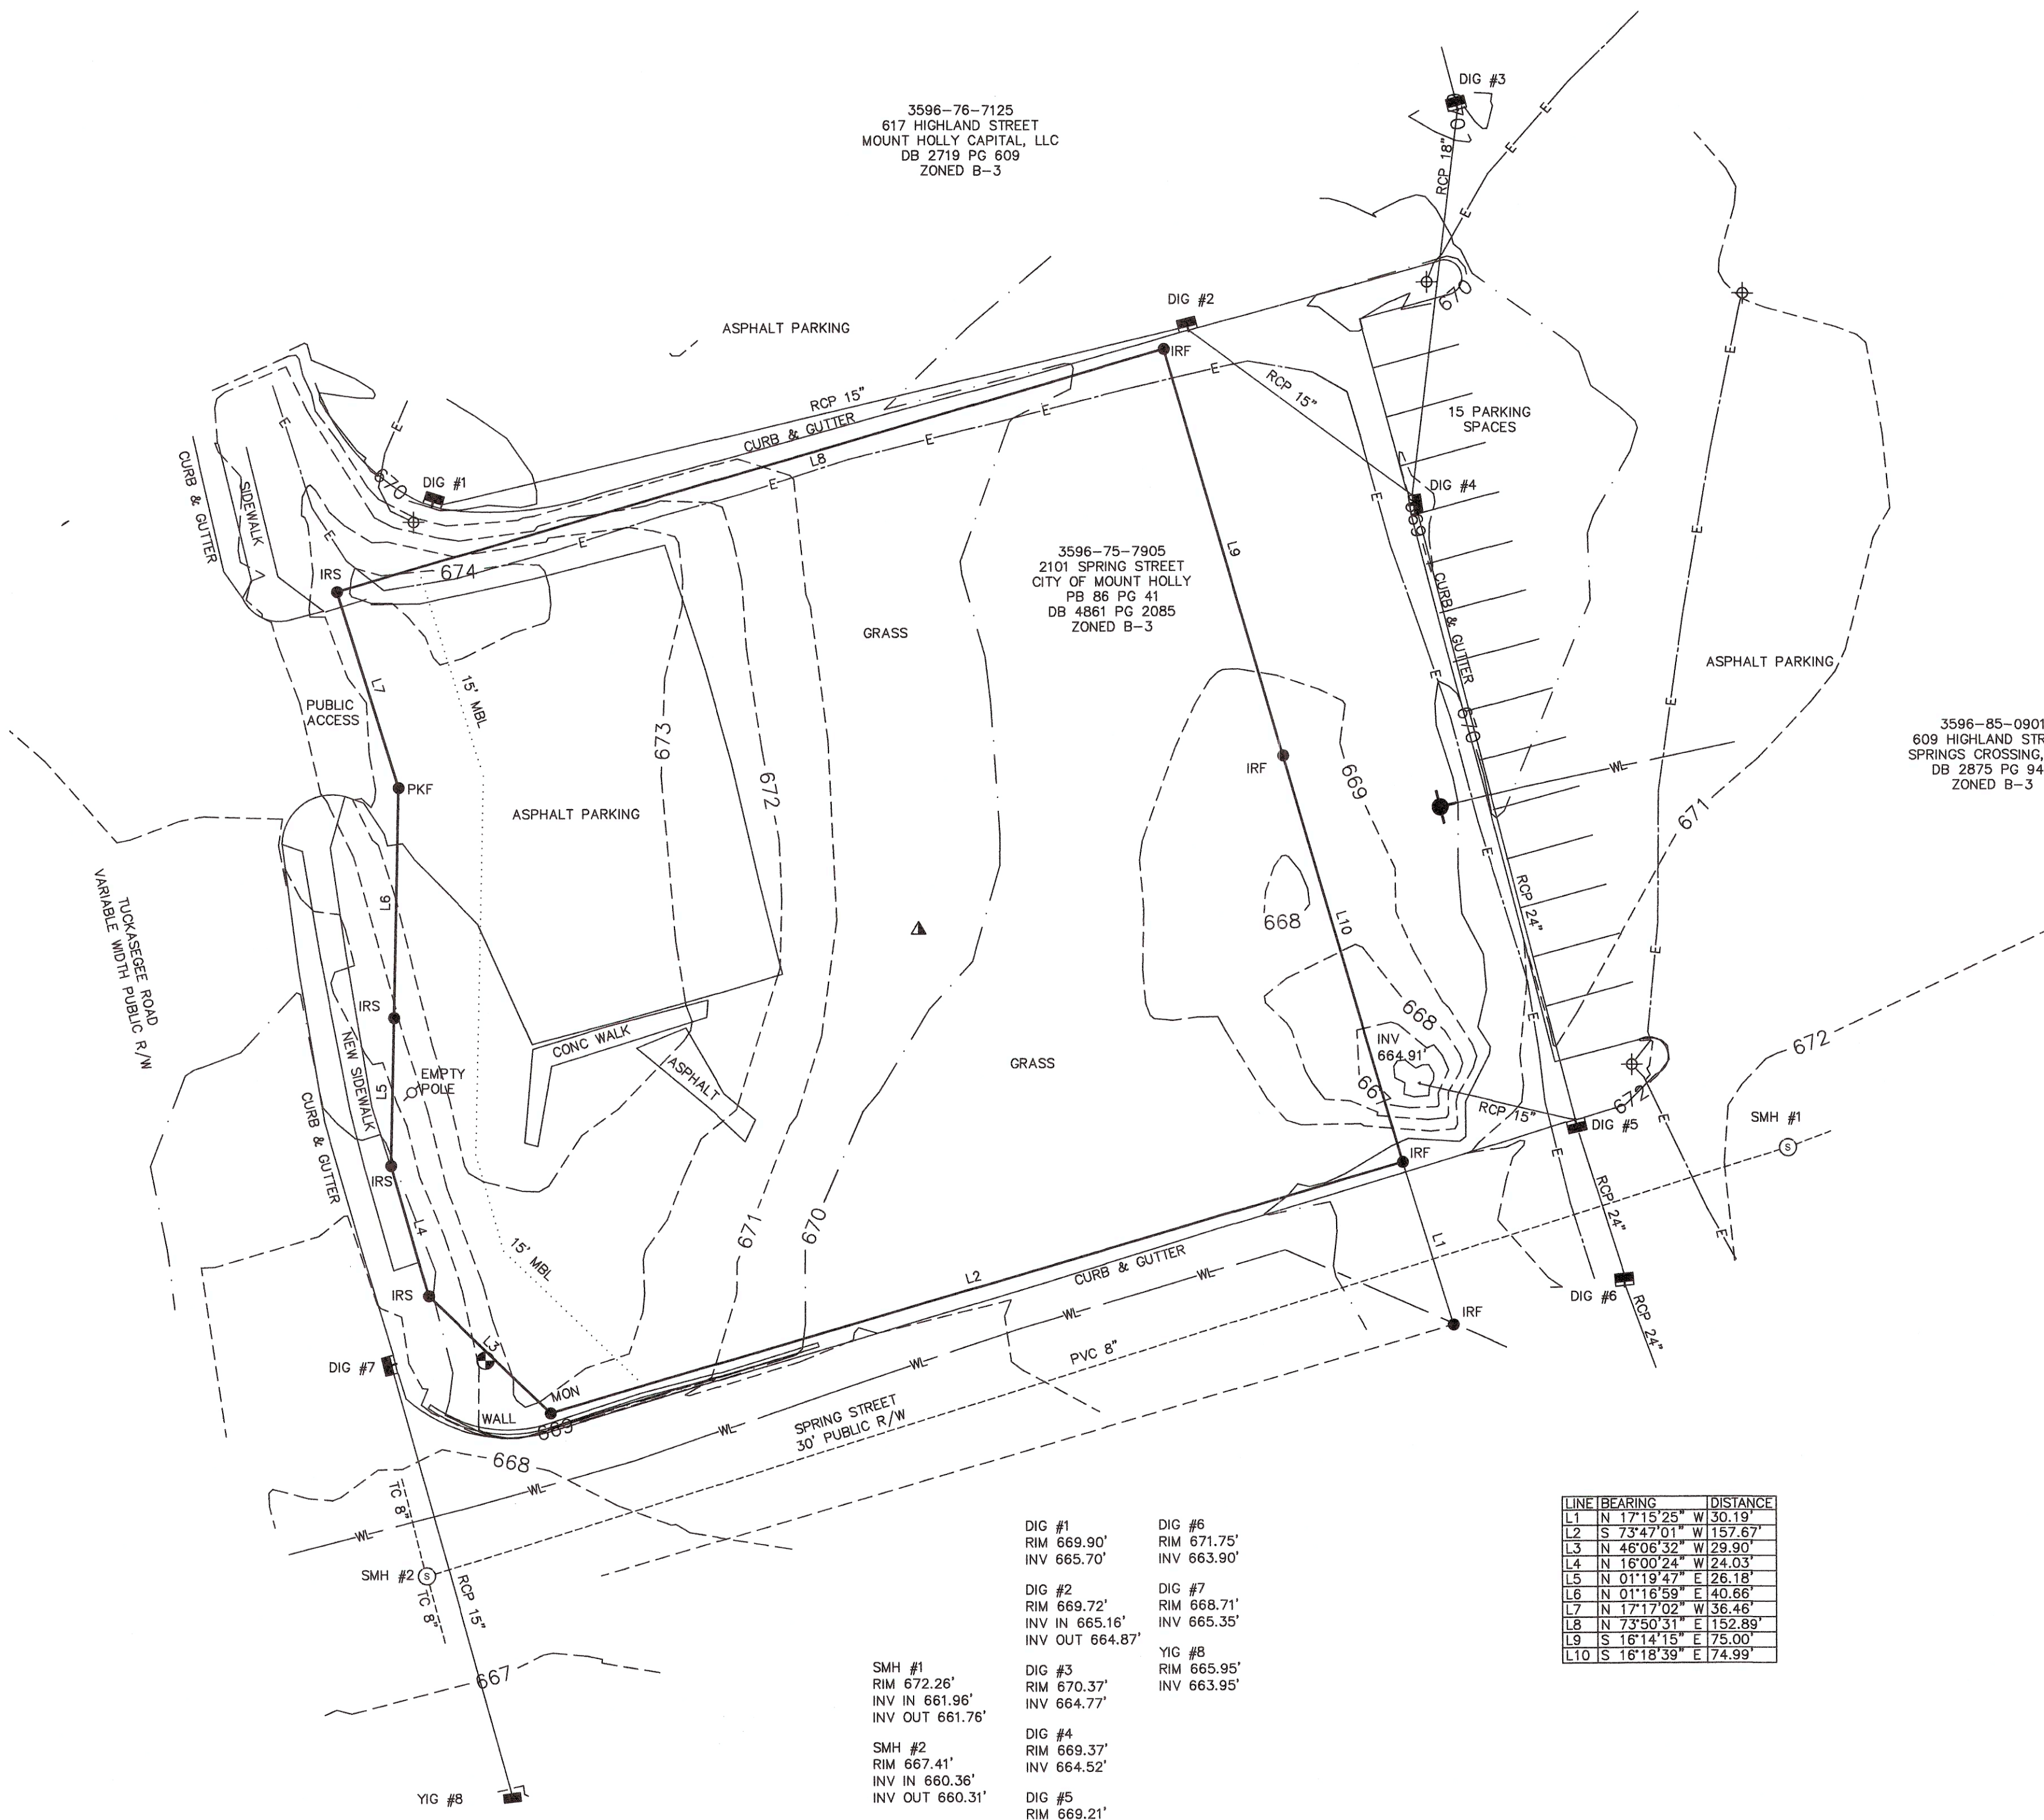 DIG #3
3596-76-7125
617 HIGHLAND STREET
MOUNT HOLLY CAPITAL, LLC
DB 2719 PG 609
ZONED B-3
RCP 18"
670
E
E
E
DIG #2
670
ASPHALT PARKING
IRF
E
E
RCP 15"
RCP 15"
CURB & GUTTER
15 PARKING
SPACES
E
E
E
L8
E
CURB & GUTTER
SIDEWALK
670
DIG #1
E
DIG #4
E
669
E
E
E
L9
3596-75-7905
2101 SPRING STREET
CITY OF MOUNT HOLLY
PB 86 PG 41
DB 4861 PG 2085
ZONED B-3
IRS
674
GRASS
CURB & GUTTER
ASPHALT PARKING
E
L7
15' MBL
PUBLIC
ACCESS
E
670
673
3596-85-0901
609 HIGHLAND STR
SPRINGS CROSSING,
DB 2875 PG 94
ZONED B-3
IRF
WL
669
672
PKF
ASPHALT PARKING
671
E
TUCKASEGEE ROAD
VARIABLE WIDTH PUBLIC R/W
L6
668
L10
RCP 24"
E
IRS
668
E
NEW SIDEWALK
CONC WALK
INV
664.91'
672
ASPHALT
GRASS
EMPTY
POLE
L5
66
672
CURB & GUTTER
RCP 15"
DIG #5
SMH #1
E
E
IRF
IRS
RCP 24"
L4
671
670
15' MBL
L1
E
CURB & GUTTER
L2
WL
IRS
DIG #6
RCP 24"
WL
IRF
L3
DIG #7
PVC 8"
WL
MON
WALL
669
SPRING STREET
30' PUBLIC R/W
WL
668
WL
TC 8"
WL
SMH #2
S
S
RCP 15"
TC 8"
667
YIG #8
LINE BEARING DISTANCE
L1 N 17°15'25" W 30.19'
L2 S 73°47'01" W 157.67'
L3 N 46°06'32" W 29.90'
L4 N 16°00'24" W 24.03'
L5 N 01°19'47" E 26.18'
L6 N 01°16'59" E 40.66'
L7 N 17°17'02" W 36.46'
L8 N 73°50'31" E 152.89'
L9 S 16°14'15" E 75.00'
L10 S 16°18'39" E 74.99'
SMH #1
RIM 672.26'
INV IN 661.96'
INV OUT 661.76'
SMH #2
RIM 667.41'
INV IN 660.36'
INV OUT 660.31'
DIG #1
RIM 669.90'
INV 665.70'
DIG #2
RIM 669.72'
INV IN 665.16'
INV OUT 664.87'
DIG #3
RIM 670.37'
INV 664.77'
DIG #4
RIM 669.37'
INV 664.52'
DIG #5
RIM 669.21'
DIG #6
RIM 671.75'
INV 663.90'
DIG #7
RIM 668.71'
INV 665.35'
YIG #8
RIM 665.95'
INV 663.95'